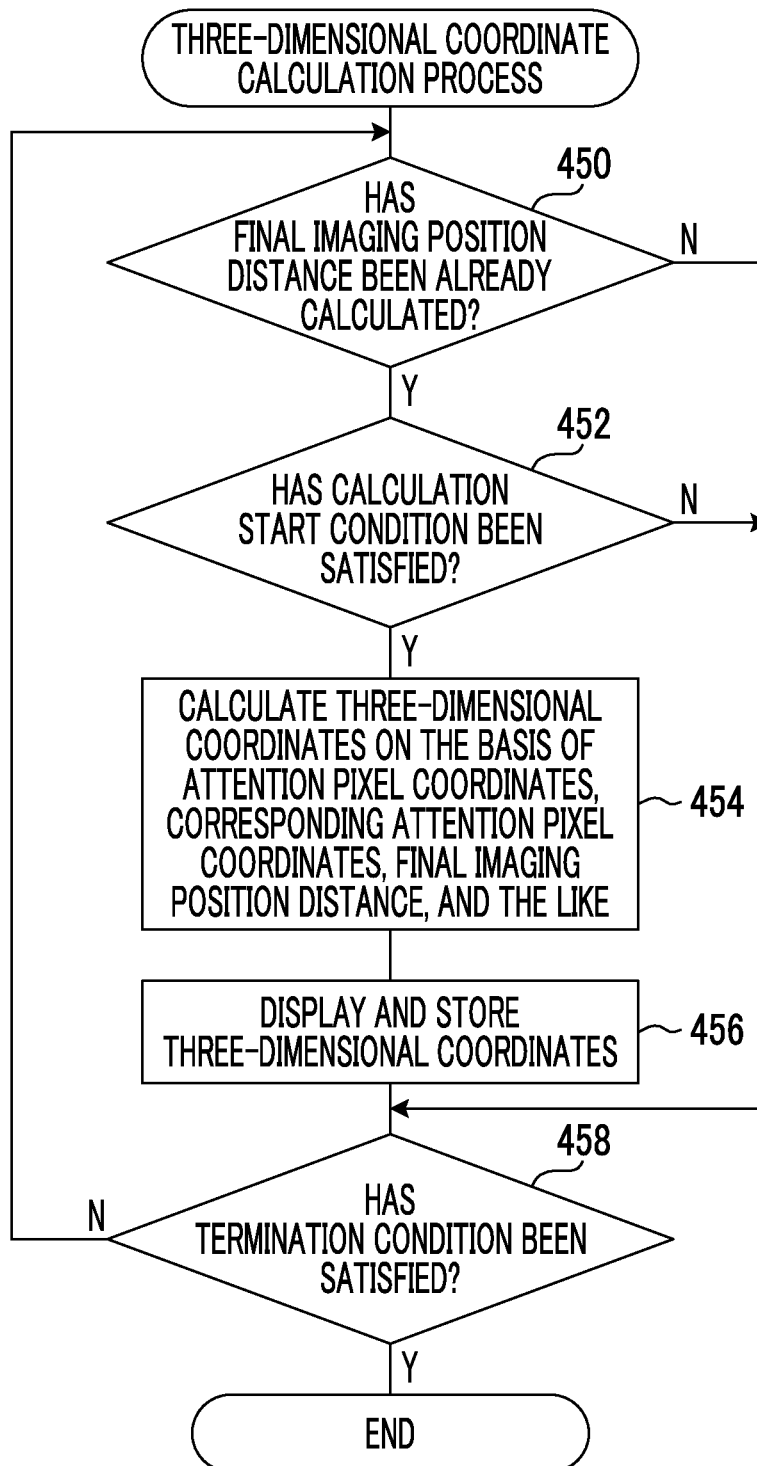 THREE-DIMENSIONAL COORDINATE
CALCULATION PROCESS
450
HAS
FINAL IMAGING POSITION
DISTANCE BEEN ALREADY
CALCULATED?
N
Y
452
HAS CALCULATION
START CONDITION BEEN
SATISFIED?
N
Y
CALCULATE THREE-DIMENSIONAL
COORDINATES ON THE BASIS OF
ATTENTION PIXEL COORDINATES,
CORRESPONDING ATTENTION PIXEL
COORDINATES, FINAL IMAGING
POSITION DISTANCE, AND THE LIKE
454
DISPLAY AND STORE
THREE-DIMENSIONAL COORDINATES
456
458
HAS
TERMINATION CONDITION BEEN
SATISFIED?
N
Y
END